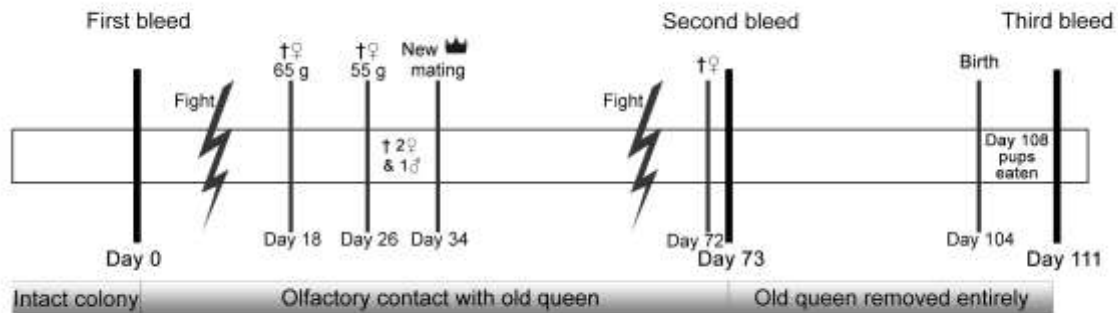 First bleed
Second bleed
Third bleed
†♀
65 g
†♀
55 g
New
mating
†♀
Birth
Fight
Fight
† 2♀
& 1♂
Day 108
pups
eaten
Day 18
Day 26
Day 34
Day 72
Day 104
Day 0
Day 73
Day 111
Intact colony
Olfactory contact with old queen
Old queen removed entirely